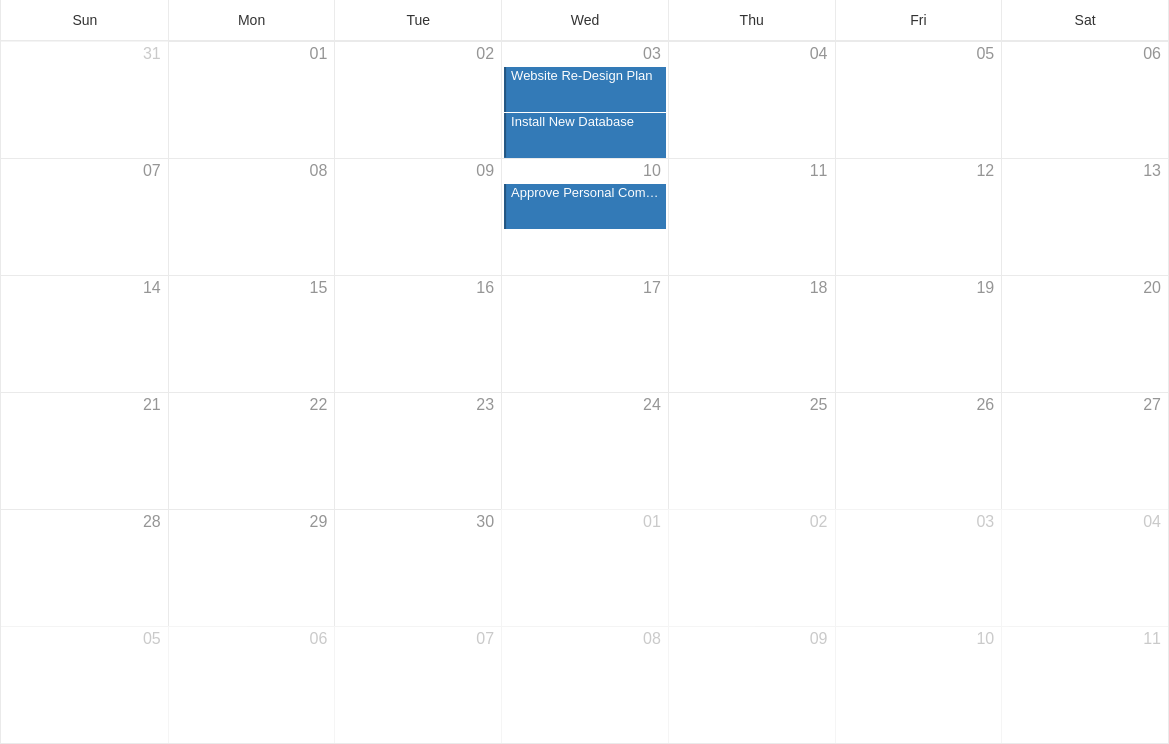 Sun Mon Tue Wed Thu Fri Sat
31 01 02 03 04 05 06
Website Re-Design Plan
Install New Database
07 08 09 10 11 12 13
Approve Personal Com…
14 15 16 17 18 19 20
21 22 23 24 25 26 27
28 29 30 01 02 03 04
05 06 07 08 09 10 11